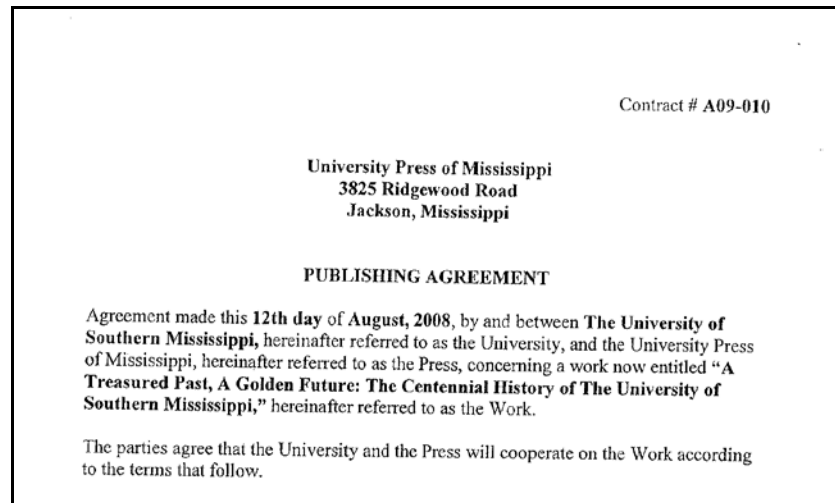 Contract # A09-010
University Press of Mississippi
3825 Ridgewood Road
Jackson, Mississippi
PUBLISHING AGREEMENT
Agreement made this 12th day of August, 2008, by and between The University of
Southern Mississippi, hereinafter referred to as the University, and the University Press
of Mississippi, hereinafter referred to as the Press, concerning a work now entitled “A
Treasured Past, A Golden Future: The Centennial History of The University of
Southern Mississippi,” hereinafter referred to as the Work.
The parties agree that the University and the Press will cooperate on the Work according
to the terms that follow.